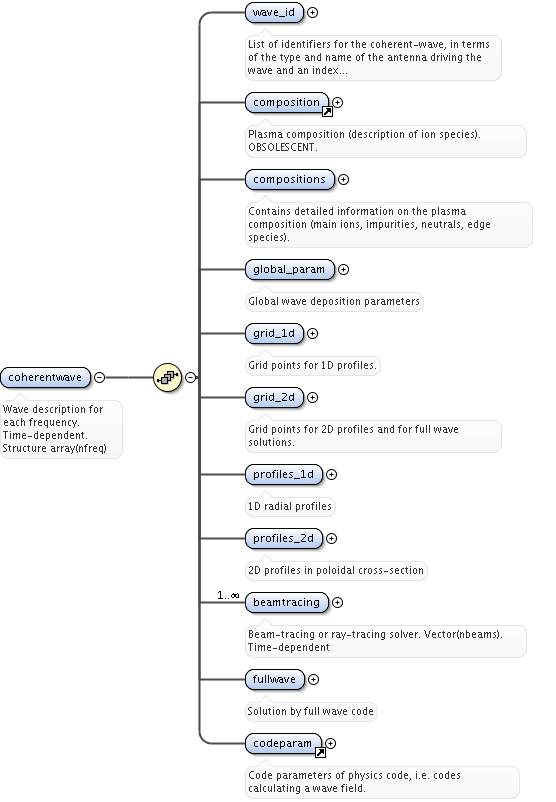 wave_id
List of identifiers for the coherent-wave, in terms
of the type and name of the antenna driving the
wave and an index...
composition
Plasma composition (description of ion species).
OBSOLESCENT.
compositions
Contains detailed information on the plasma
composition (main ions, impurities, neutrals, edge
species).
global_param
Global wave deposition parameters
grid_1d
Grid points for 1D profiles.
coherentwave
Wave description for
each frequency.
Time-dependent.
Structure array(nfreq)
grid_2d
Grid points for 2D profiles and for full wave
solutions.
profiles_1d
1D radial profiles
profiles_2d
2D profiles in poloidal cross-section
1..∞
beamtracing
Beam-tracing or ray-tracing solver. Vector(nbeams).
Time-dependent
fullwave
Solution by full wave code
codeparam
Code parameters of physics code, i.e. codes
calculating a wave field.